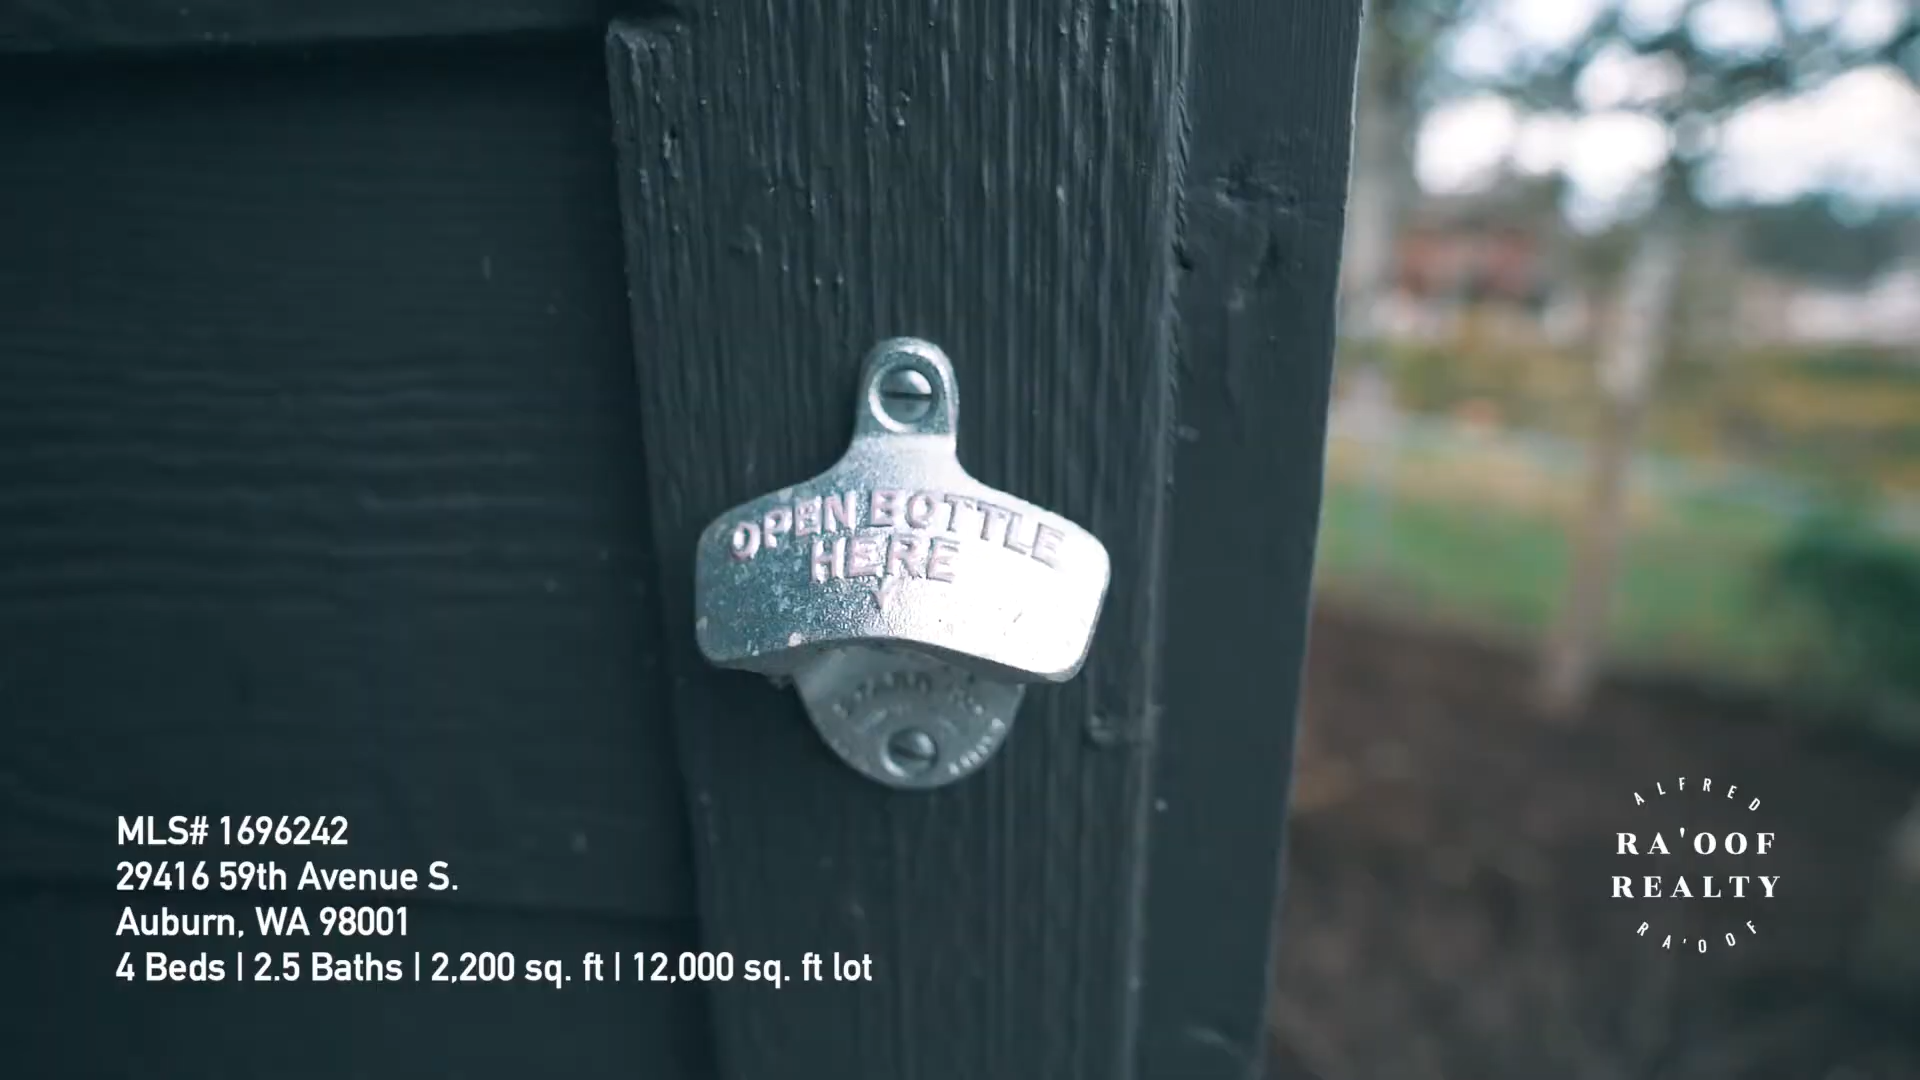 OPEN BOTTLE
HERE
STARR
MLS# 1696242
29416 59th Avenue S.
Auburn, WA 98001
4 Beds | 2.5 Baths | 2,200 sq. ft | 12,000 sq. ft lot
ALFRED
RA'OOF
REALTY
RA'OOF